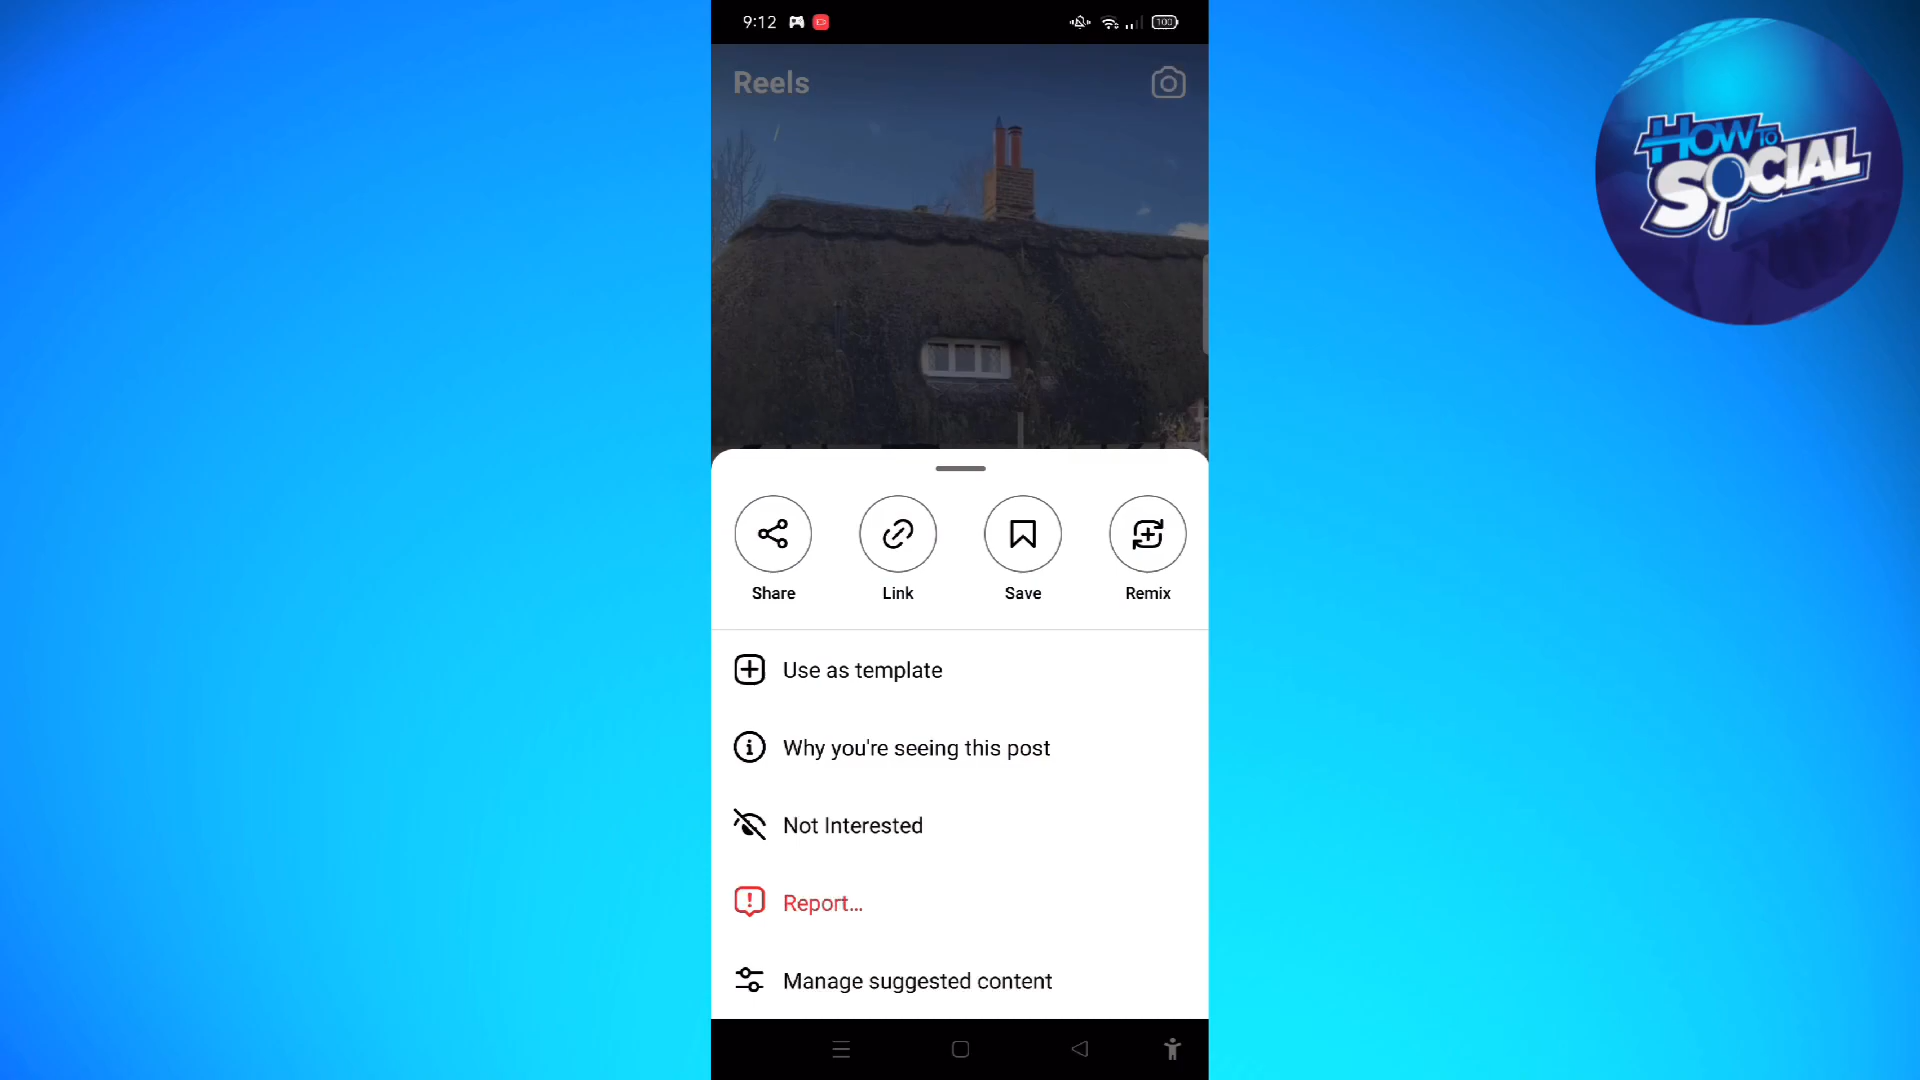 9:12
100
Reels
HOW TO
SOCIAL
Share
Link
Save
Remix
Use as template
Why you're seeing this post
Not Interested
Report...
Manage suggested content